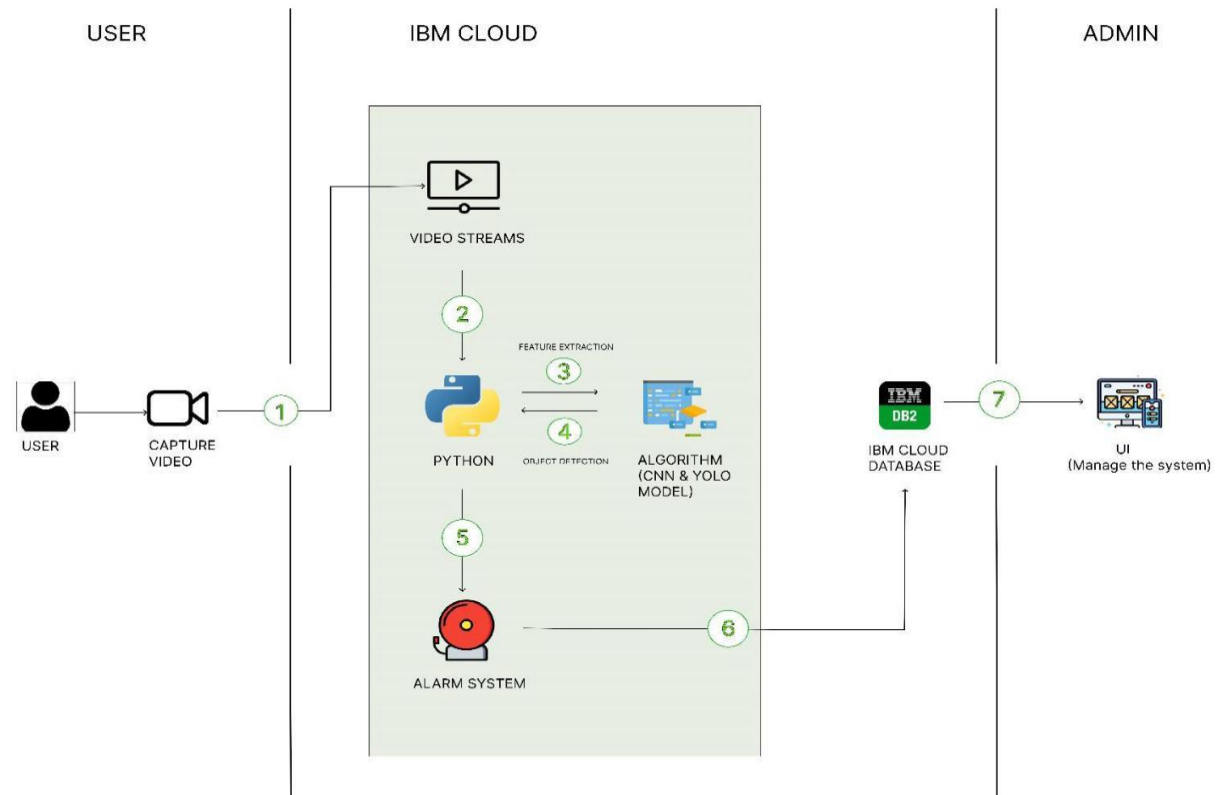 USER
IBM CLOUD
ADMIN
VIDEO STREAMS
2
FEATURE EXTRACTION
3
1
4
USER
CAPTURE
VIDEO
PYTHON
OBJECT DETECTION
ALGORITHM
(CNN & YOLO
MODEL)
IBM
DB2
IBM CLOUD
DATABASE
7
UI
(Manage the system)
5
6
ALARM SYSTEM